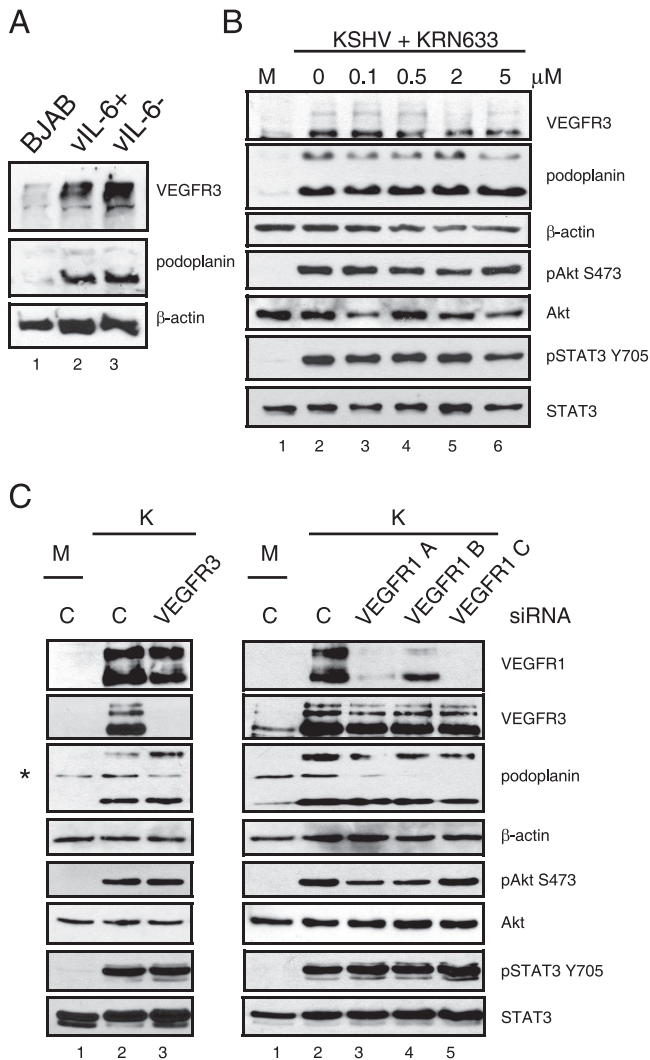 A
BJAB
vIL-6+
vIL-6-
VEGFR3
podoplanin
β-actin
1 2 3
B
KSHV + KRN633
M 0 0.1 0.5 2 5 μM
VEGFR3
podoplanin
β-actin
pAkt S473
Akt
pSTAT3 Y705
STAT3
1 2 3 4 5 6
C
K
M
C C VEGFR3
K
M
C C VEGFR1 A VEGFR1 B VEGFR1 C siRNA
VEGFR1
VEGFR3
* podoplanin
β-actin
pAkt S473
Akt
pSTAT3 Y705
STAT3
1 2 3 1 2 3 4 5